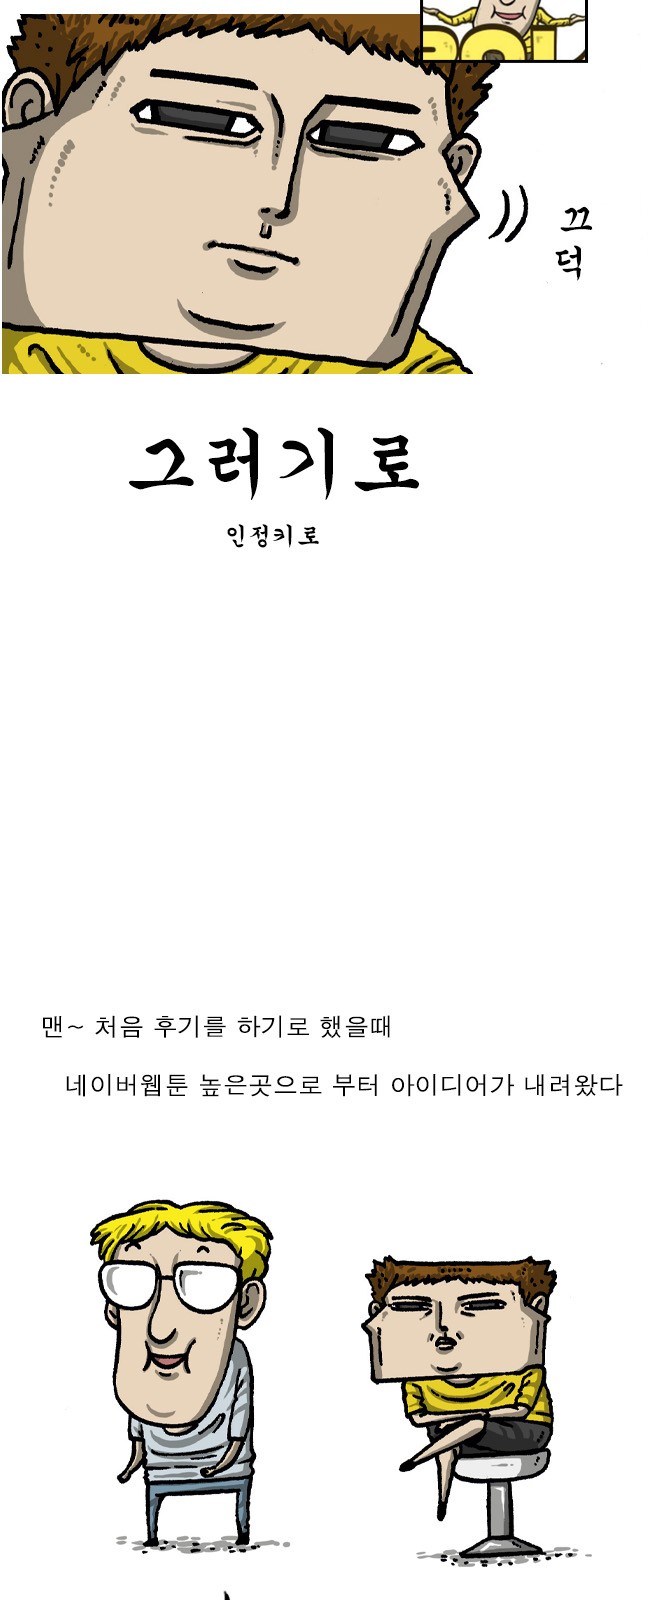 끄
덕
그러기로
인정키로
맨~ 처음 후기를 하기로 했을때
네이버웹툰 높은곳으로 부터 아이디어가 내려왔다